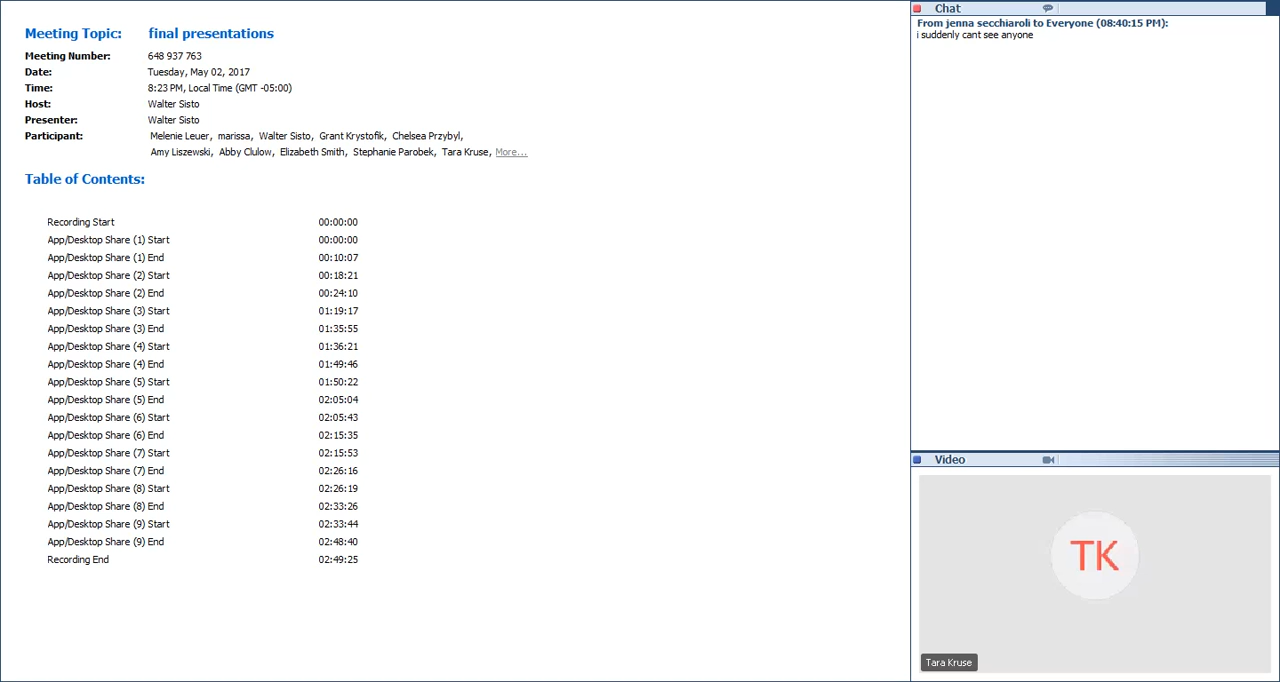 Meeting Topic: final presentations
Meeting Number: 648 937 763
Date: Tuesday, May 02, 2017
Time: 8:23 PM, Local Time (GMT -05:00)
Host: Walter Sisto
Presenter: Walter Sisto
Participant: Melenie Leuer, marissa, Walter Sisto, Grant Krystofik, Chelsea Przybyl,
Amy Liszewski, Abby Clulow, Elizabeth Smith, Stephanie Parobek, Tara Kruse, More...
Table of Contents:
Recording Start 00:00:00
App/Desktop Share (1) Start 00:00:00
App/Desktop Share (1) End 00:10:07
App/Desktop Share (2) Start 00:18:21
App/Desktop Share (2) End 00:24:10
App/Desktop Share (3) Start 01:19:17
App/Desktop Share (3) End 01:35:55
App/Desktop Share (4) Start 01:36:21
App/Desktop Share (4) End 01:49:46
App/Desktop Share (5) Start 01:50:22
App/Desktop Share (5) End 02:05:04
App/Desktop Share (6) Start 02:05:43
App/Desktop Share (6) End 02:15:35
App/Desktop Share (7) Start 02:15:53
App/Desktop Share (7) End 02:26:16
App/Desktop Share (8) Start 02:26:19
App/Desktop Share (8) End 02:33:26
App/Desktop Share (9) Start 02:33:44
App/Desktop Share (9) End 02:48:40
Recording End 02:49:25
Chat
From jenna secchiaroli to Everyone (08:40:15 PM):
i suddenly cant see anyone
Video
TK
Tara Kruse